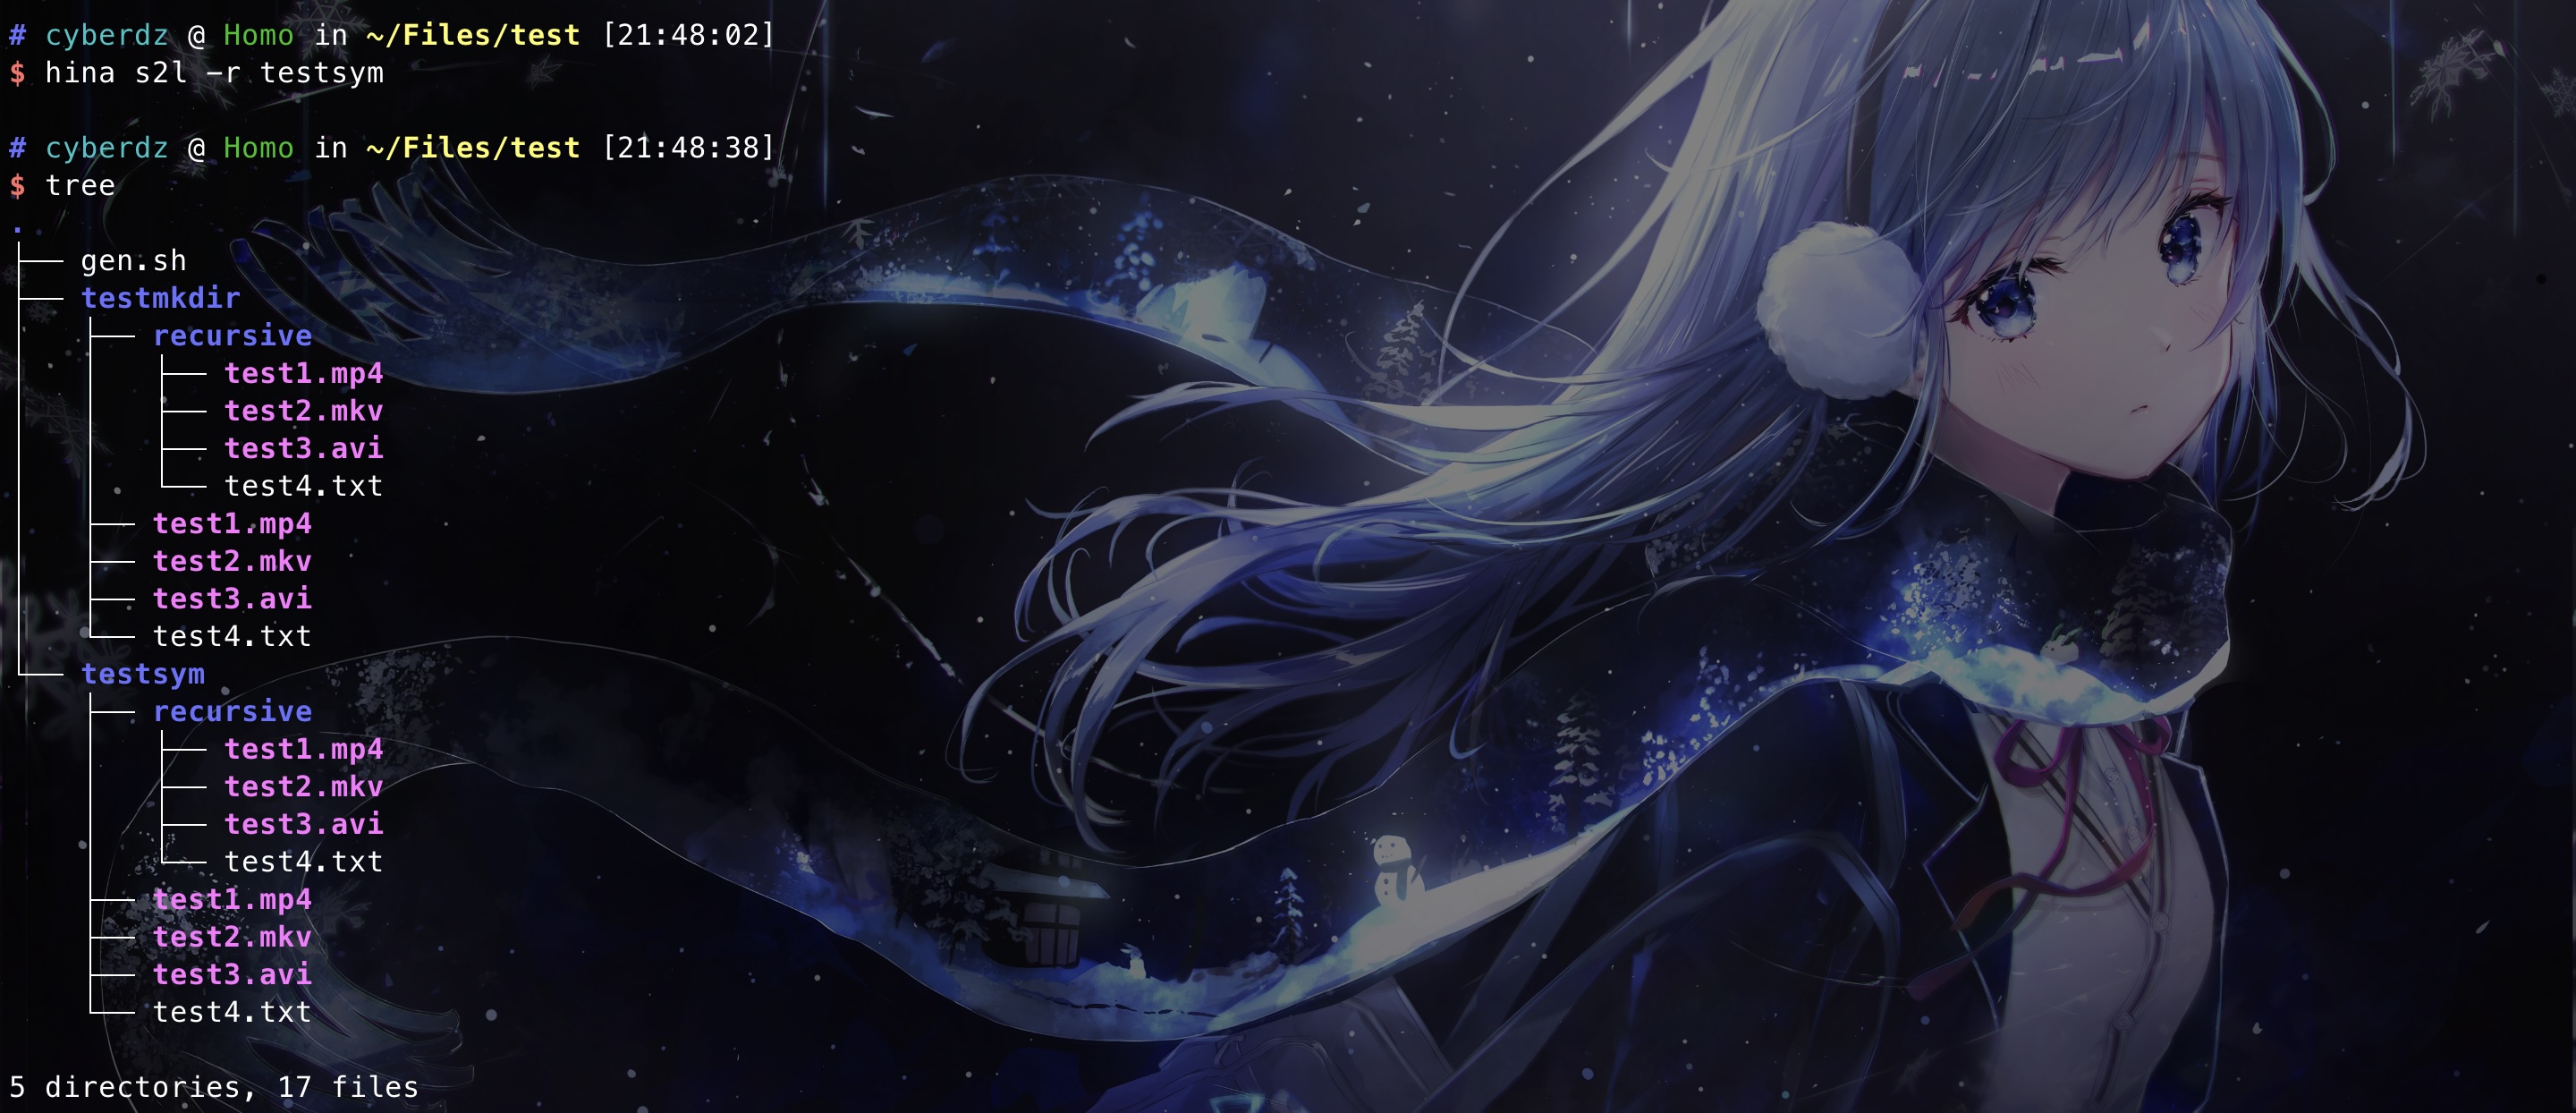 # cyberdz @ Homo in ~/Files/test [21:48:02]
$ hina s2l -r testsym
# cyberdz @ Homo in ~/Files/test [21:48:38]
$ tree
.
├── gen.sh
├── testmkdir
│   ├── recursive
│   │   ├── test1.mp4
│   │   ├── test2.mkv
│   │   ├── test3.avi
│   │   └── test4.txt
│   ├── test1.mp4
│   ├── test2.mkv
│   ├── test3.avi
│   └── test4.txt
└── testsym
    ├── recursive
    │   ├── test1.mp4
    │   ├── test2.mkv
    │   ├── test3.avi
    │   └── test4.txt
    ├── test1.mp4
    ├── test2.mkv
    ├── test3.avi
    └── test4.txt
5 directories, 17 files